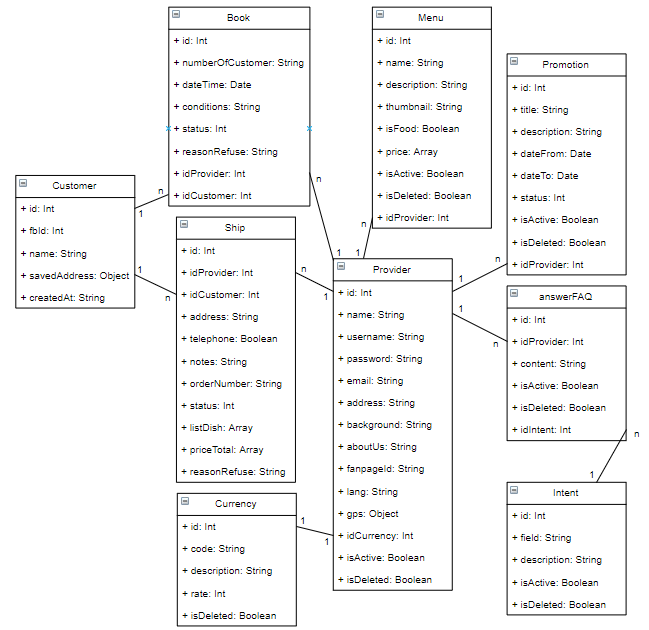 Book
+ id: Int
+ numberOfCustomer: String
+ dateTime: Date
+ conditions: String
+ status: Int
+ reasonRefuse: String
+ idProvider: Int
+ idCustomer: Int
Menu
+ id: Int
+ name: String
+ description: String
+ thumbnail: String
+ isFood: Boolean
+ price: Array
+ isActive: Boolean
+ isDeleted: Boolean
+ idProvider: Int
Promotion
+ id: Int
+ title: String
+ description: String
+ dateFrom: Date
+ dateTo: Date
+ status: Int
+ isActive: Boolean
+ isDeleted: Boolean
+ idProvider: Int
Customer
+ id: Int
+ fbId: Int
+ name: String
+ savedAddress: Object
+ createdAt: String
n
1
1
n
Ship
+ id: Int
+ idProvider: Int
+ idCustomer: Int
+ address: String
+ telephone: Boolean
+ notes: String
+ orderNumber: String
+ status: Int
+ listDish: Array
+ priceTotal: Array
+ reasonRefuse: String
n
1
n
1
n
1
Provider
+ id: Int
+ name: String
+ username: String
+ password: String
+ email: String
+ address: String
+ background: String
+ aboutUs: String
+ fanpageId: String
+ lang: String
+ gps: Object
+ idCurrency: Int
+ isActive: Boolean
+ isDeleted: Boolean
n
1
1
n
answerFAQ
+ id: Int
+ idProvider: Int
+ content: String
+ isActive: Boolean
+ isDeleted: Boolean
+ idIntent: Int
n
1
Currency
+ id: Int
+ code: String
+ description: String
+ rate: Int
+ isDeleted: Boolean
1
1
Intent
+ id: Int
+ field: String
+ description: String
+ isActive: Boolean
+ isDeleted: Boolean